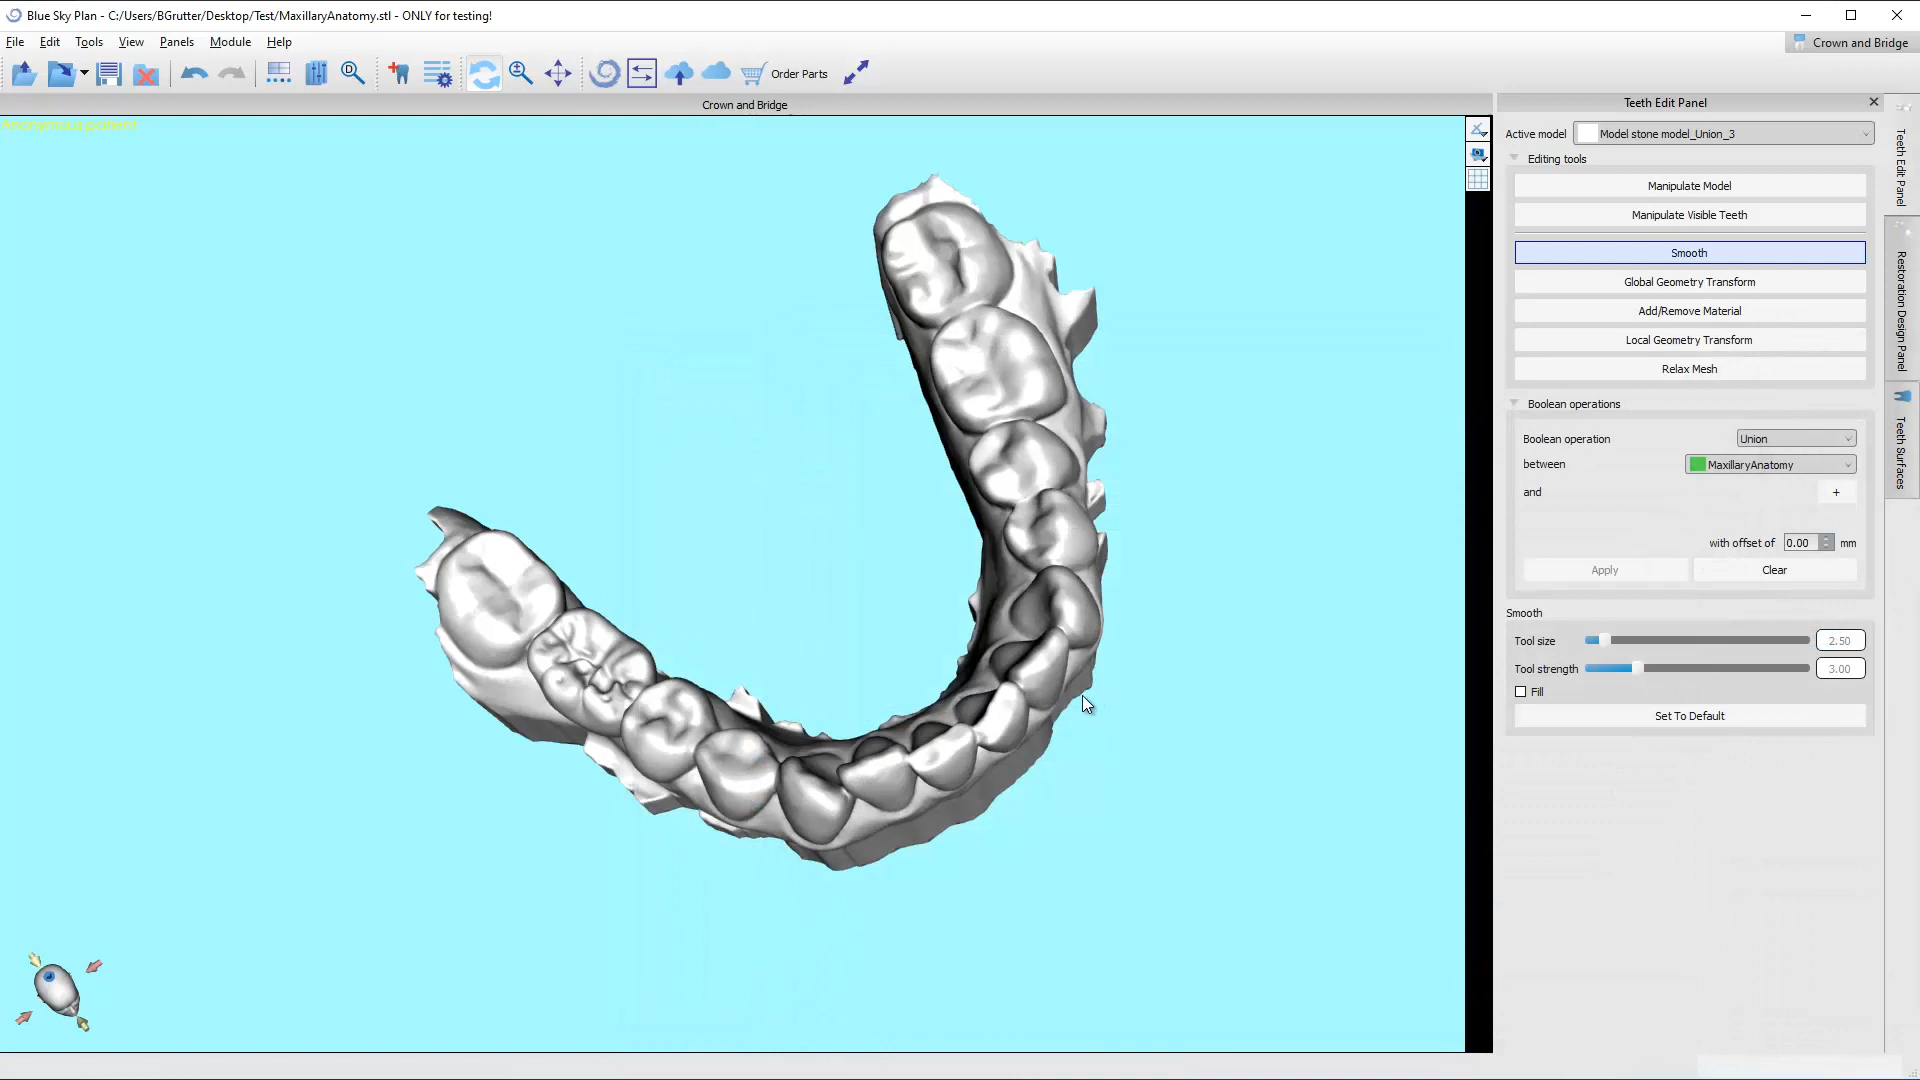 Blue Sky Plan - C:/Users/BGrutter/Desktop/Test/MaxillaryAnatomy.stl - ONLY for testing!
File Edit Tools View Panels Module Help
Crown and Bridge
Order Parts
Crown and Bridge
Anonymous patient
Teeth Edit Panel
Active model Model stone model_Union_3
Editing tools
Manipulate Model
Manipulate Visible Teeth
Smooth
Global Geometry Transform
Add/Remove Material
Local Geometry Transform
Relax Mesh
Boolean operations
Boolean operation Union
between MaxillaryAnatomy
and +
with offset of 0.00 mm
Apply Clear
Smooth
Tool size 2.50
Tool strength 3.00
Fill
Set To Default
Teeth Edit Panel
Restoration Design Panel
Teeth Surfaces